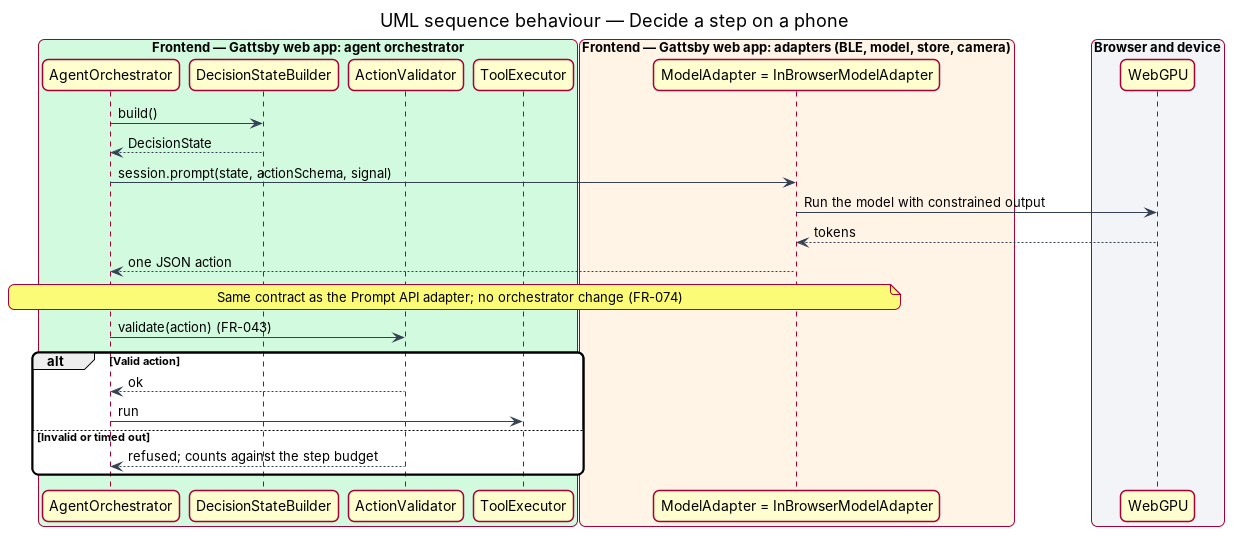 UML sequence behaviour — Decide a step on a phone
Frontend — Gattsby web app: agent orchestrator
Frontend — Gattsby web app: adapters (BLE, model, store, camera)
Browser and device
AgentOrchestrator
DecisionStateBuilder
ActionValidator
ToolExecutor
ModelAdapter = InBrowserModelAdapter
WebGPU
build()
DecisionState
session.prompt(state, actionSchema, signal)
Run the model with constrained output
tokens
one JSON action
Same contract as the Prompt API adapter; no orchestrator change (FR-074)
validate(action) (FR-043)
alt
[Valid action]
ok
run
[Invalid or timed out]
refused; counts against the step budget
AgentOrchestrator
DecisionStateBuilder
ActionValidator
ToolExecutor
ModelAdapter = InBrowserModelAdapter
WebGPU